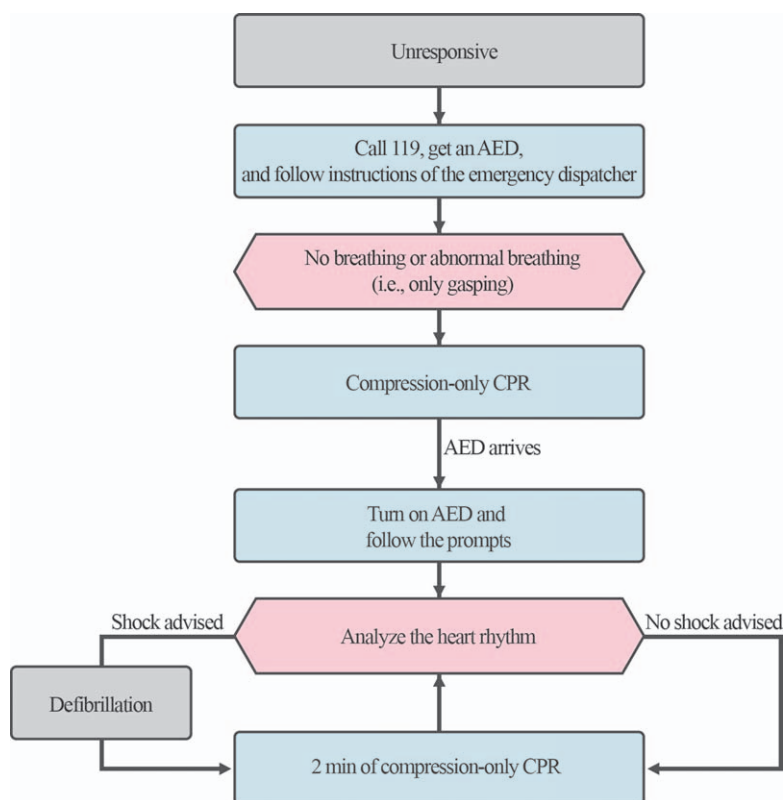 Unresponsive
Call 119, get an AED,
and follow instructions of the emergency dispatcher
No breathing or abnormal breathing
(i.e., only gasping)
Compression-only CPR
AED arrives
Turn on AED and
follow the prompts
Shock advised
Analyze the heart rhythm
No shock advised
Defibrillation
2 min of compression-only CPR